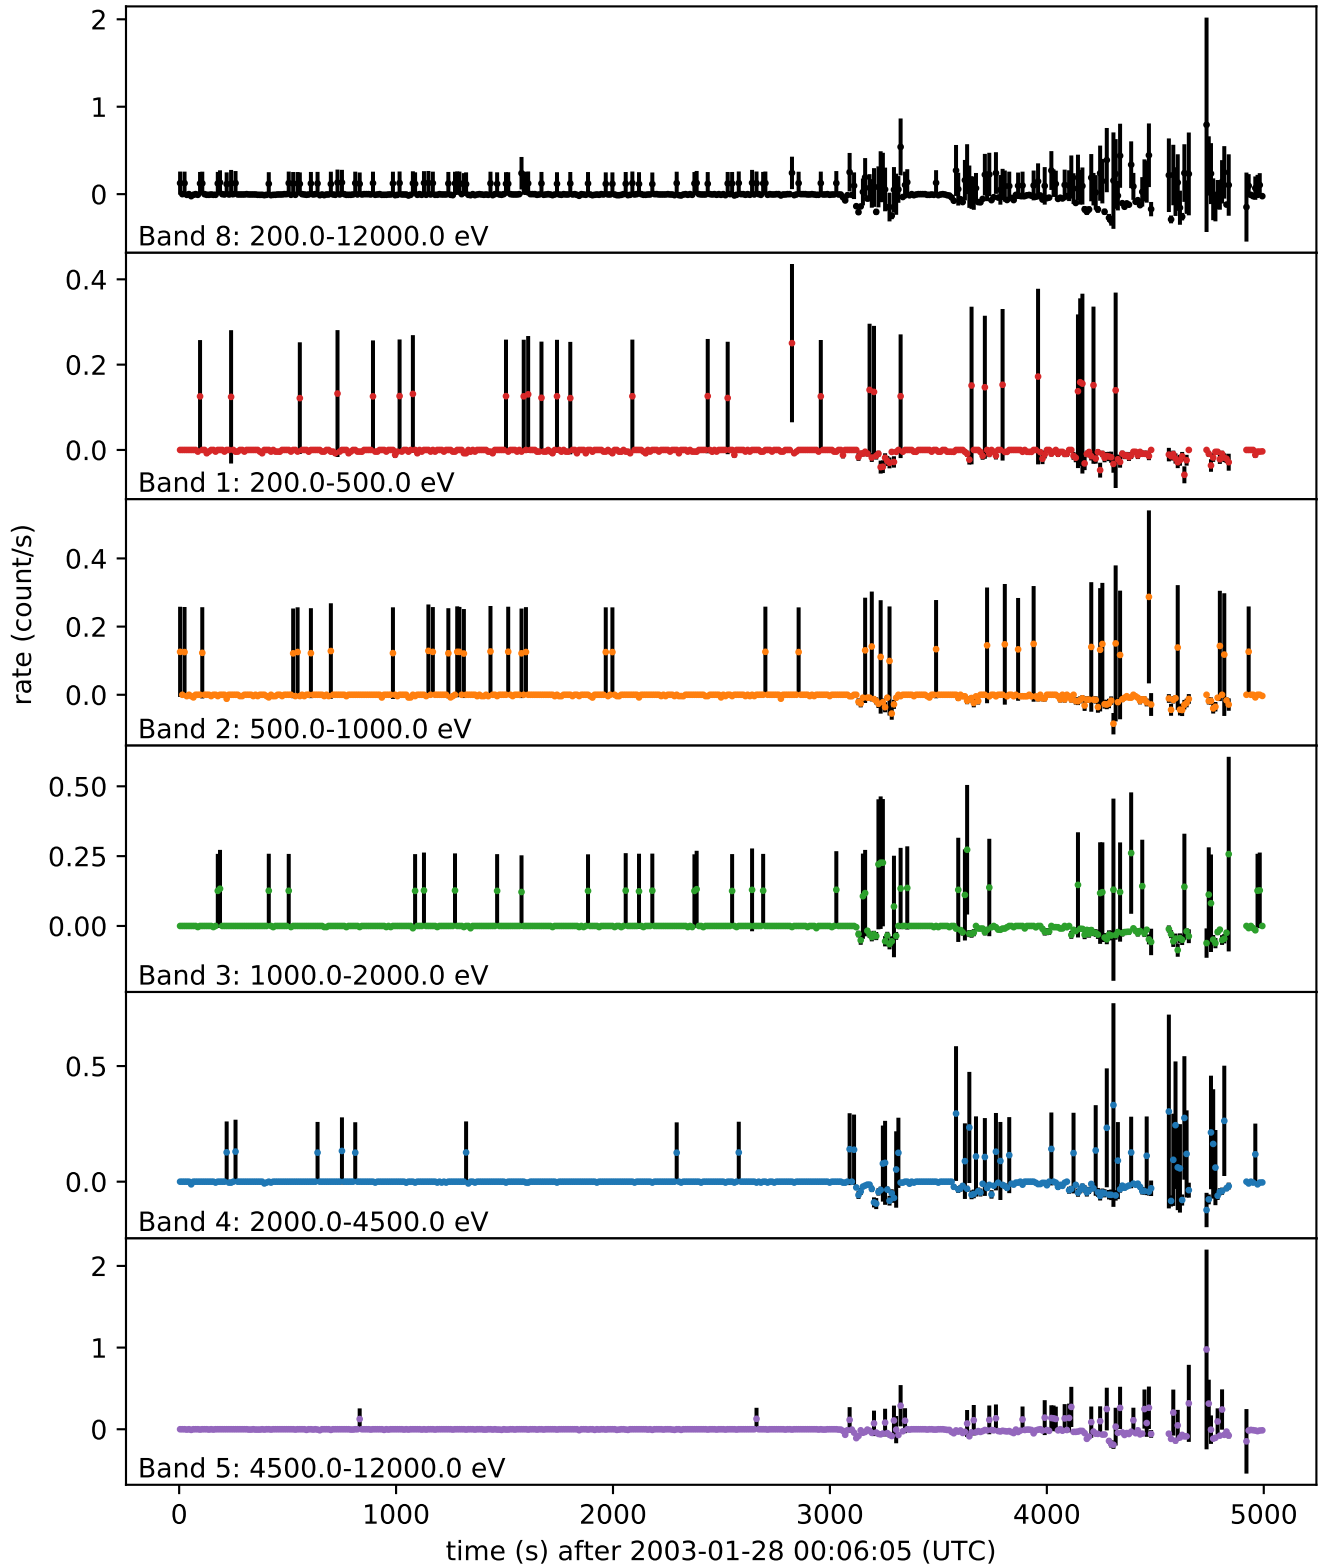 2
1
0
Band 8: 200.0-12000.0 eV
0.4
0.2
0.0
Band 1: 200.0-500.0 eV
rate (count/s)
0.4
0.2
0.0
Band 2: 500.0-1000.0 eV
0.50
0.25
0.00
Band 3: 1000.0-2000.0 eV
0.5
0.0
Band 4: 2000.0-4500.0 eV
2
1
0
Band 5: 4500.0-12000.0 eV
0 1000 2000 3000 4000 5000
time (s) after 2003-01-28 00:06:05 (UTC)